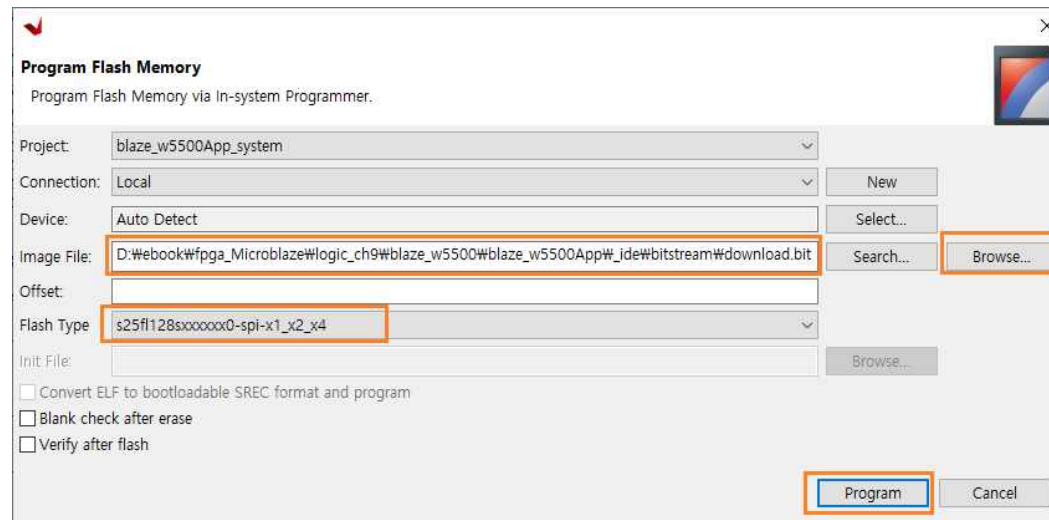 Program Flash Memory
Program Flash Memory via In-system Programmer.
Project: blaze_w5500App_system
Connection: Local New
Device: Auto Detect Select...
Image File: D:₩ebook₩fpga_Microblaze₩logic_ch9₩blaze_w5500₩blaze_w5500App₩_ide₩bitstream₩download.bit Search... Browse...
Offset:
Flash Type s25fl128sxxxxxx0-spi-x1_x2_x4
Init File: Browse...
Convert ELF to bootloadable SREC format and program
Blank check after erase
Verify after flash
Program Cancel